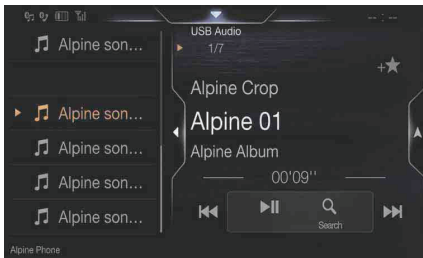 -- : --
USB Audio
1/7
Alpine son...
Alpine Crop
Alpine son...
Alpine 01
Alpine son...
Alpine Album
Alpine son...
00'09''
Alpine son...
Search
Alpine Phone